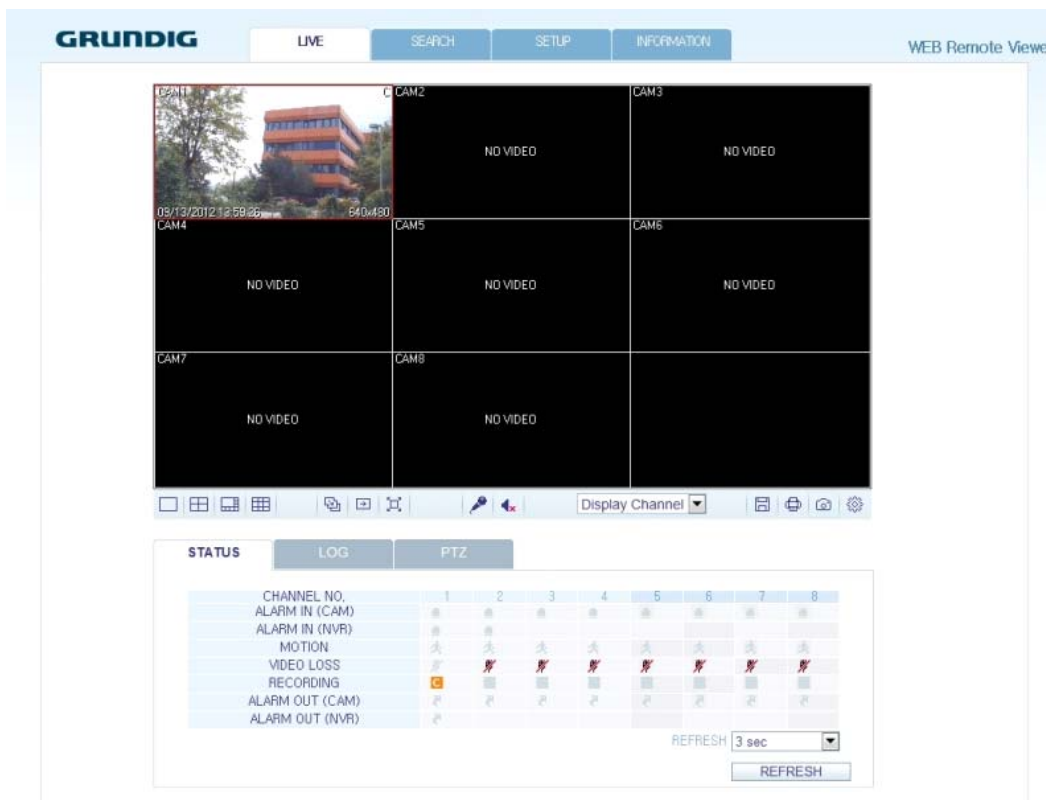 GRUNDIG
LIVE
SEARCH
SETUP
INFORMATION
WEB Remote Viewe
CAM1
C
CAM2
CAM3
NO VIDEO
NO VIDEO
09/13/2012 13:59:26
640x480
CAM4
CAM5
CAM6
NO VIDEO
NO VIDEO
NO VIDEO
CAM7
CAM8
NO VIDEO
NO VIDEO
Display Channel
STATUS
LOG
PTZ
CHANNEL NO. 1 2 3 4 5 6 7 8
ALARM IN (CAM)
ALARM IN (NVR)
MOTION
VIDEO LOSS
RECORDING C
ALARM OUT (CAM)
ALARM OUT (NVR)
REFRESH 3 sec
REFRESH